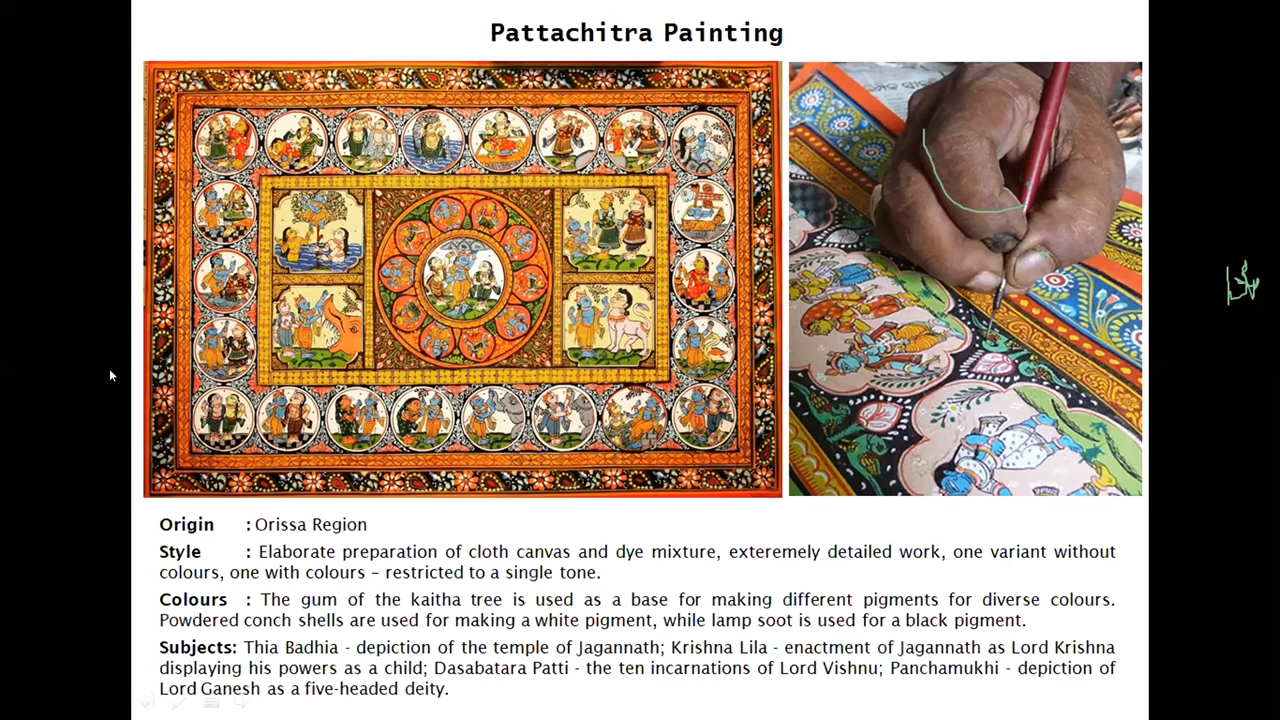 Pattachitra Painting
Origin : Orissa Region
Style : Elaborate preparation of cloth canvas and dye mixture, exteremely detailed work, one variant without
colours, one with colours – restricted to a single tone.
Colours : The gum of the kaitha tree is used as a base for making different pigments for diverse colours.
Powdered conch shells are used for making a white pigment, while lamp soot is used for a black pigment.
Subjects: Thia Badhia - depiction of the temple of Jagannath; Krishna Lila - enactment of Jagannath as Lord Krishna
displaying his powers as a child; Dasabatara Patti - the ten incarnations of Lord Vishnu; Panchamukhi - depiction of
Lord Ganesh as a five-headed deity.